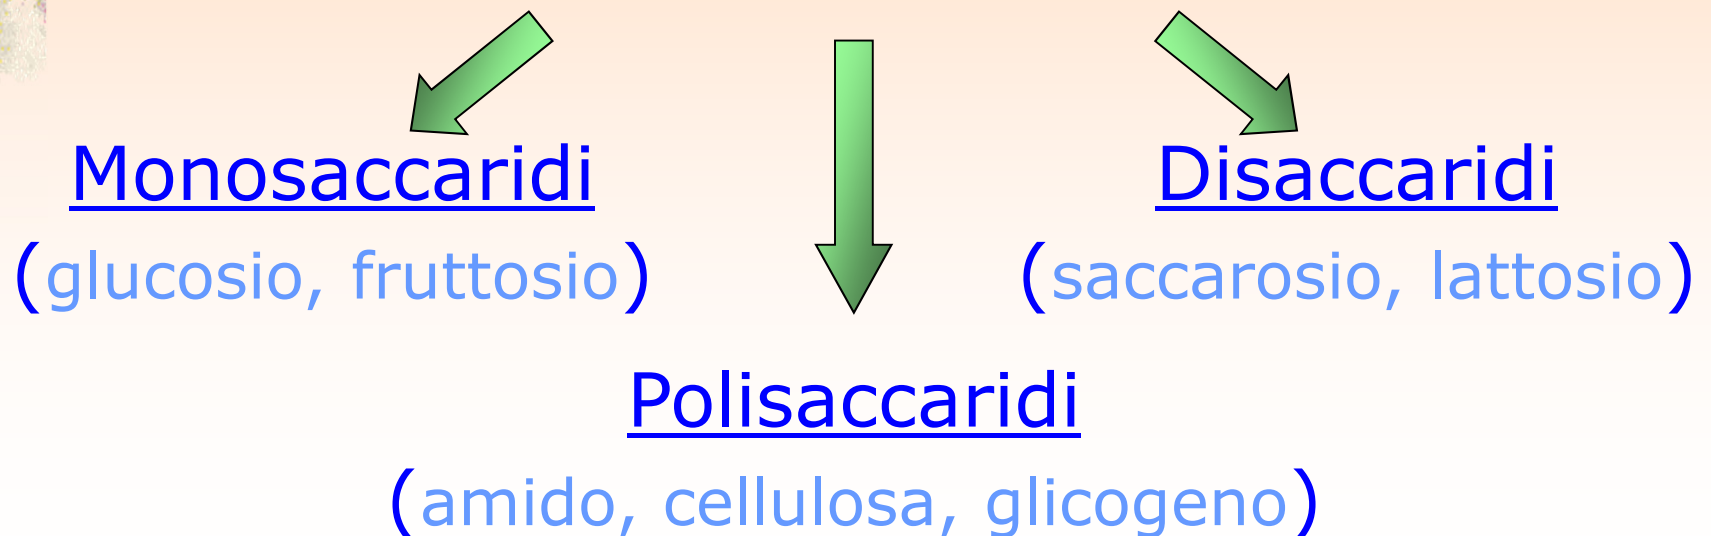 Monosaccaridi
(glucosio, fruttosio)
Disaccaridi
(saccarosio, lattosio)
Polisaccaridi
(amido, cellulosa, glicogeno)